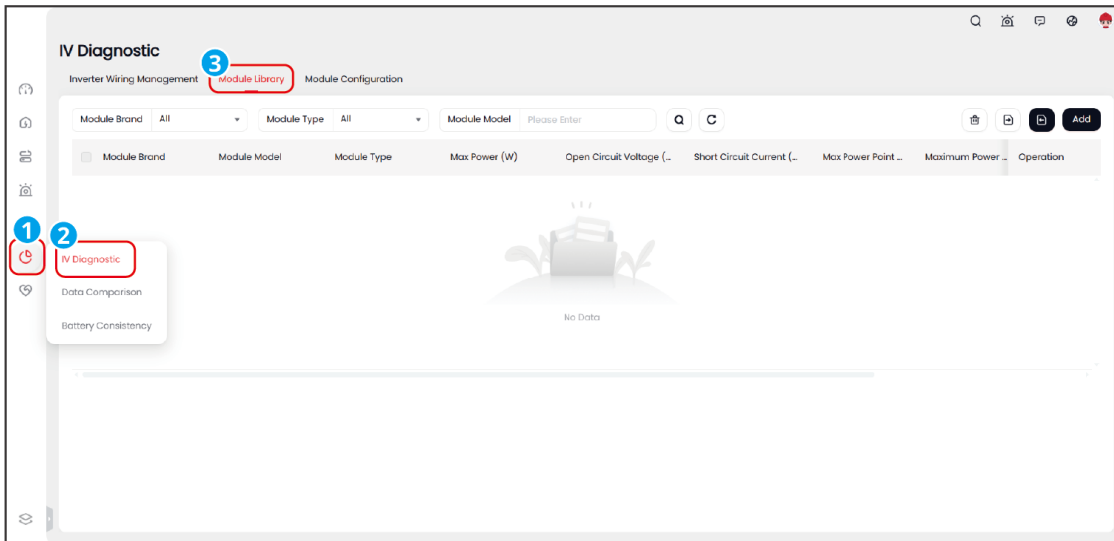 IV Diagnostic
3
Inverter Wiring Management Module Library Module Configuration
Module Brand All Module Type All Module Model Please Enter Add
Module Brand Module Model Module Type Max Power (W) Open Circuit Voltage (... Short Circuit Current (... Max Power Point ... Maximum Power ... Operation
1 2
IV Diagnostic
Data Comparison
Battery Consistency
No Data